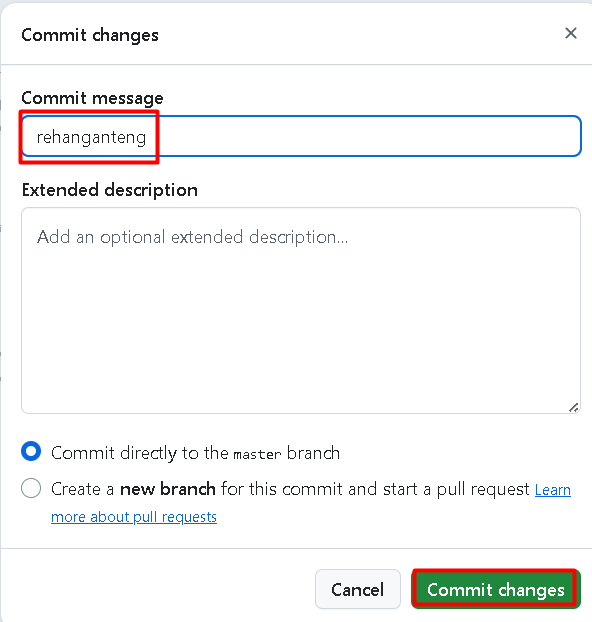 Commit changes
Commit message
rehanganteng
Extended description
Add an optional extended description...
Commit directly to the master branch
Create a new branch for this commit and start a pull request Learn
more about pull requests
Cancel
Commit changes